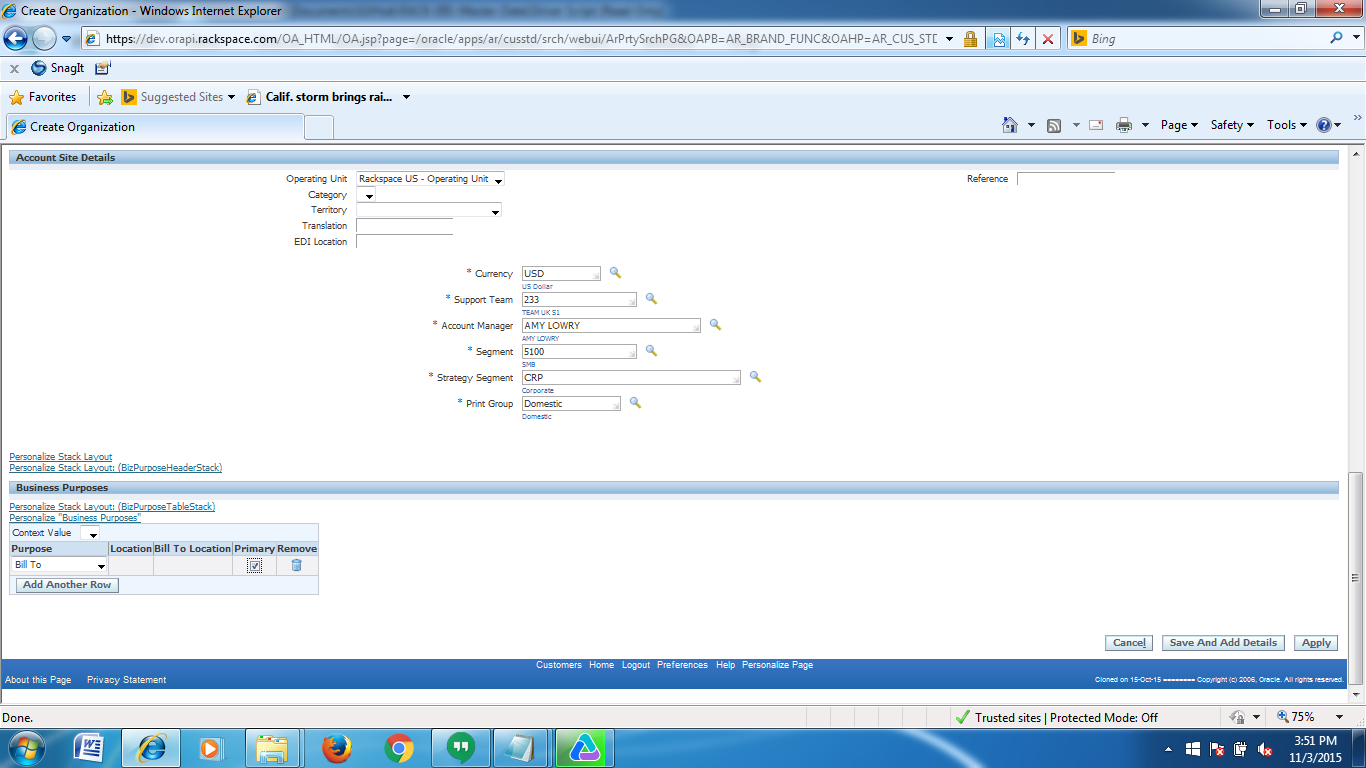 Create Organization - Windows Internet Explorer
https://dev.orapi.rackspace.com/OA_HTML/OA.jsp?page=/oracle/apps/ar/cusstd/srch/webui/ArPrtySrchPG&OAPB=AR_BRAND_FUNC&OAHP=AR_CUS_STD
Bing
x SnagIt
Favorites Suggested Sites Calif. storm brings rai...
Create Organization
Page Safety Tools
Account Site Details
Operating Unit Rackspace US - Operating Unit Reference
Category
Territory
Translation
EDI Location
* Currency USD
US Dollar
* Support Team 233
TEAM UK S1
* Account Manager AMY LOWRY
AMY LOWRY
* Segment 5100
SMB
* Strategy Segment CRP
Corporate
* Print Group Domestic
Domestic
Personalize Stack Layout
Personalize Stack Layout: (BizPurposeHeaderStack)
Business Purposes
Personalize Stack Layout: (BizPurposeTableStack)
Personalize "Business Purposes"
Context Value
Purpose Location Bill To Location Primary Remove
Bill To
Add Another Row
Cancel Save And Add Details Apply
Customers Home Logout Preferences Help Personalize Page
About this Page Privacy Statement Cloned on 15-Oct-15 ======== Copyright (c) 2006, Oracle. All rights reserved.
Done. Trusted sites | Protected Mode: Off 75%
3:51 PM
11/3/2015